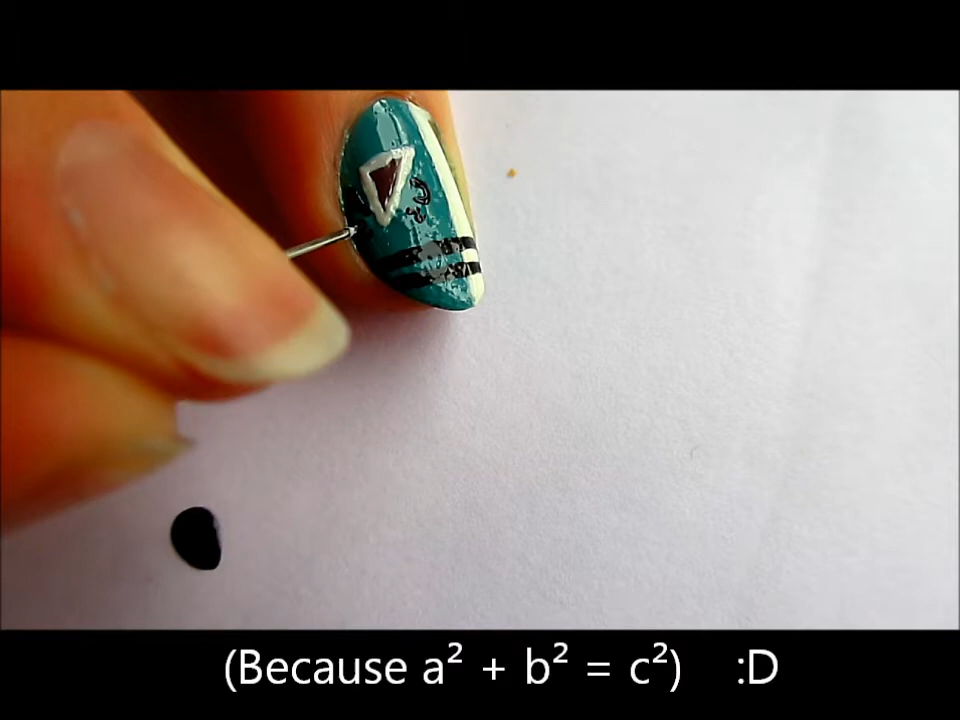 (Because a² + b² = c²) :D